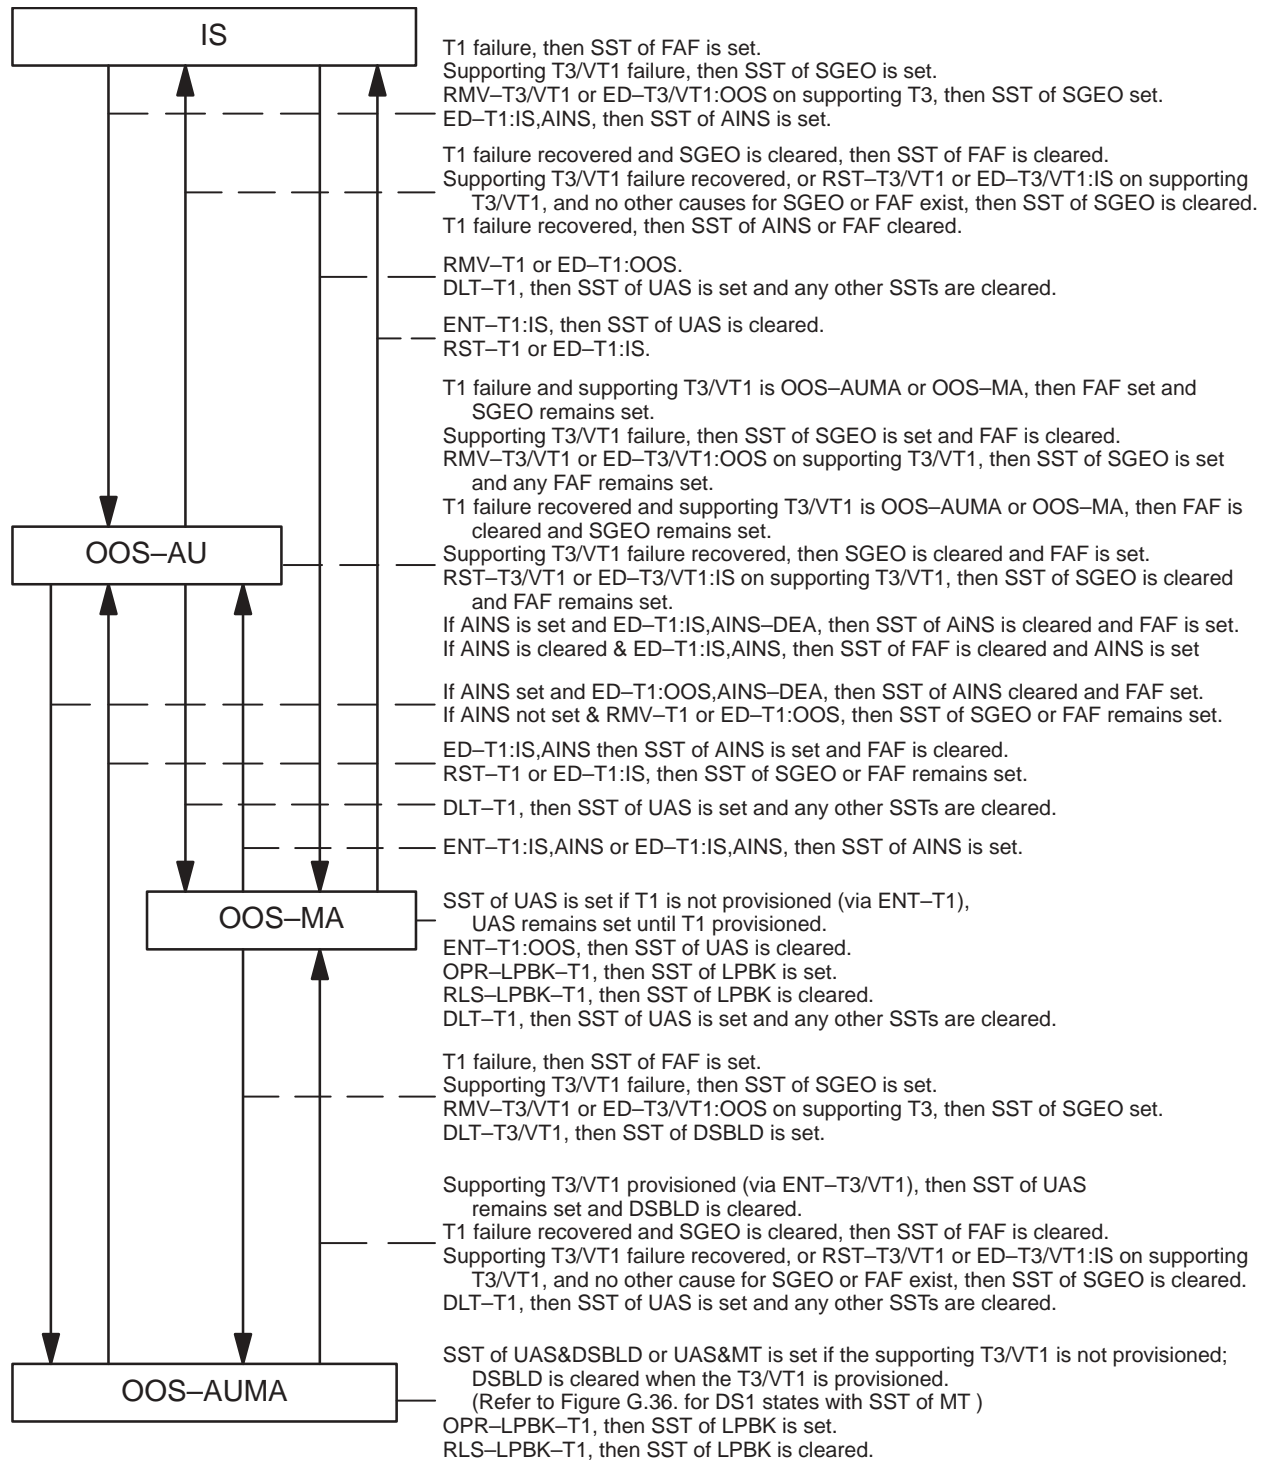 IS
T1 failure, then SST of FAF is set.
Supporting T3/VT1 failure, then SST of SGEO is set.
RMV–T3/VT1 or ED–T3/VT1:OOS on supporting T3, then SST of SGEO set.
ED–T1:IS,AINS, then SST of AINS is set.
T1 failure recovered and SGEO is cleared, then SST of FAF is cleared.
Supporting T3/VT1 failure recovered, or RST–T3/VT1 or ED–T3/VT1:IS on supporting
T3/VT1, and no other causes for SGEO or FAF exist, then SST of SGEO is cleared.
T1 failure recovered, then SST of AINS or FAF cleared.
RMV–T1 or ED–T1:OOS.
DLT–T1, then SST of UAS is set and any other SSTs are cleared.
ENT–T1:IS, then SST of UAS is cleared.
RST–T1 or ED–T1:IS.
T1 failure and supporting T3/VT1 is OOS–AUMA or OOS–MA, then FAF set and
SGEO remains set.
Supporting T3/VT1 failure, then SST of SGEO is set and FAF is cleared.
RMV–T3/VT1 or ED–T3/VT1:OOS on supporting T3/VT1, then SST of SGEO is set
and any FAF remains set.
T1 failure recovered and supporting T3/VT1 is OOS–AUMA or OOS–MA, then FAF is
cleared and SGEO remains set.
OOS–AU
Supporting T3/VT1 failure recovered, then SGEO is cleared and FAF is set.
RST–T3/VT1 or ED–T3/VT1:IS on supporting T3/VT1, then SST of SGEO is cleared
and FAF remains set.
If AINS is set and ED–T1:IS,AINS–DEA, then SST of AiNS is cleared and FAF is set.
If AINS is cleared & ED–T1:IS,AINS, then SST of FAF is cleared and AINS is set
If AINS set and ED–T1:OOS,AINS–DEA, then SST of AINS cleared and FAF set.
If AINS not set & RMV–T1 or ED–T1:OOS, then SST of SGEO or FAF remains set.
ED–T1:IS,AINS then SST of AINS is set and FAF is cleared.
RST–T1 or ED–T1:IS, then SST of SGEO or FAF remains set.
DLT–T1, then SST of UAS is set and any other SSTs are cleared.
ENT–T1:IS,AINS or ED–T1:IS,AINS, then SST of AINS is set.
OOS–MA
SST of UAS is set if T1 is not provisioned (via ENT–T1),
UAS remains set until T1 provisioned.
ENT–T1:OOS, then SST of UAS is cleared.
OPR–LPBK–T1, then SST of LPBK is set.
RLS–LPBK–T1, then SST of LPBK is cleared.
DLT–T1, then SST of UAS is set and any other SSTs are cleared.
T1 failure, then SST of FAF is set.
Supporting T3/VT1 failure, then SST of SGEO is set.
RMV–T3/VT1 or ED–T3/VT1:OOS on supporting T3, then SST of SGEO set.
DLT–T3/VT1, then SST of DSBLD is set.
Supporting T3/VT1 provisioned (via ENT–T3/VT1), then SST of UAS
remains set and DSBLD is cleared.
T1 failure recovered and SGEO is cleared, then SST of FAF is cleared.
Supporting T3/VT1 failure recovered, or RST–T3/VT1 or ED–T3/VT1:IS on supporting
T3/VT1, and no other cause for SGEO or FAF exist, then SST of SGEO is cleared.
DLT–T1, then SST of UAS is set and any other SSTs are cleared.
OOS–AUMA
SST of UAS&DSBLD or UAS&MT is set if the supporting T3/VT1 is not provisioned;
DSBLD is cleared when the T3/VT1 is provisioned.
(Refer to Figure G.36. for DS1 states with SST of MT )
OPR–LPBK–T1, then SST of LPBK is set.
RLS–LPBK–T1, then SST of LPBK is cleared.